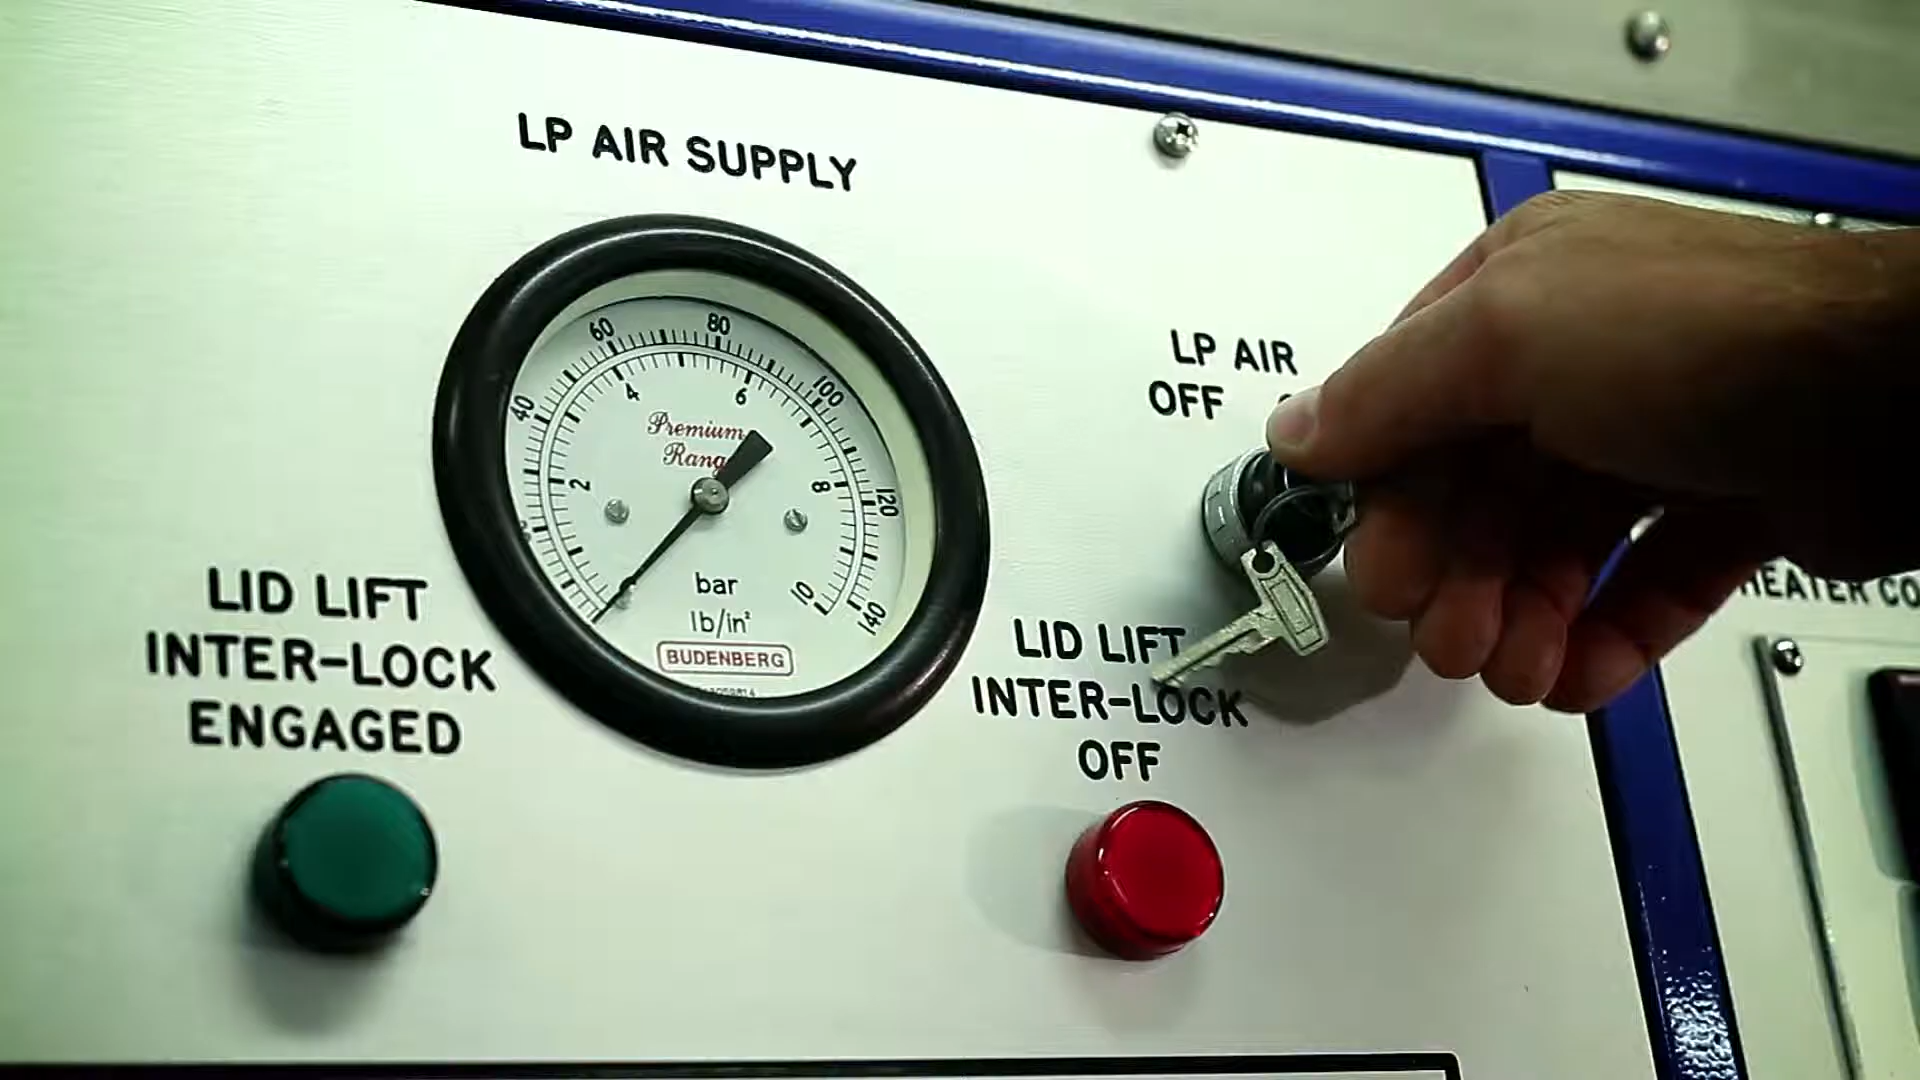 LP AIR SUPPLY
60
80
100
40
120
140
4
6
2
8
10
Premium
Rang
bar
lb/in²
BUDENBERG
LP AIR
OFF
LID LIFT
INTER-LOCK
ENGAGED
LID LIFT
INTER-LOCK
OFF
HEATER CO